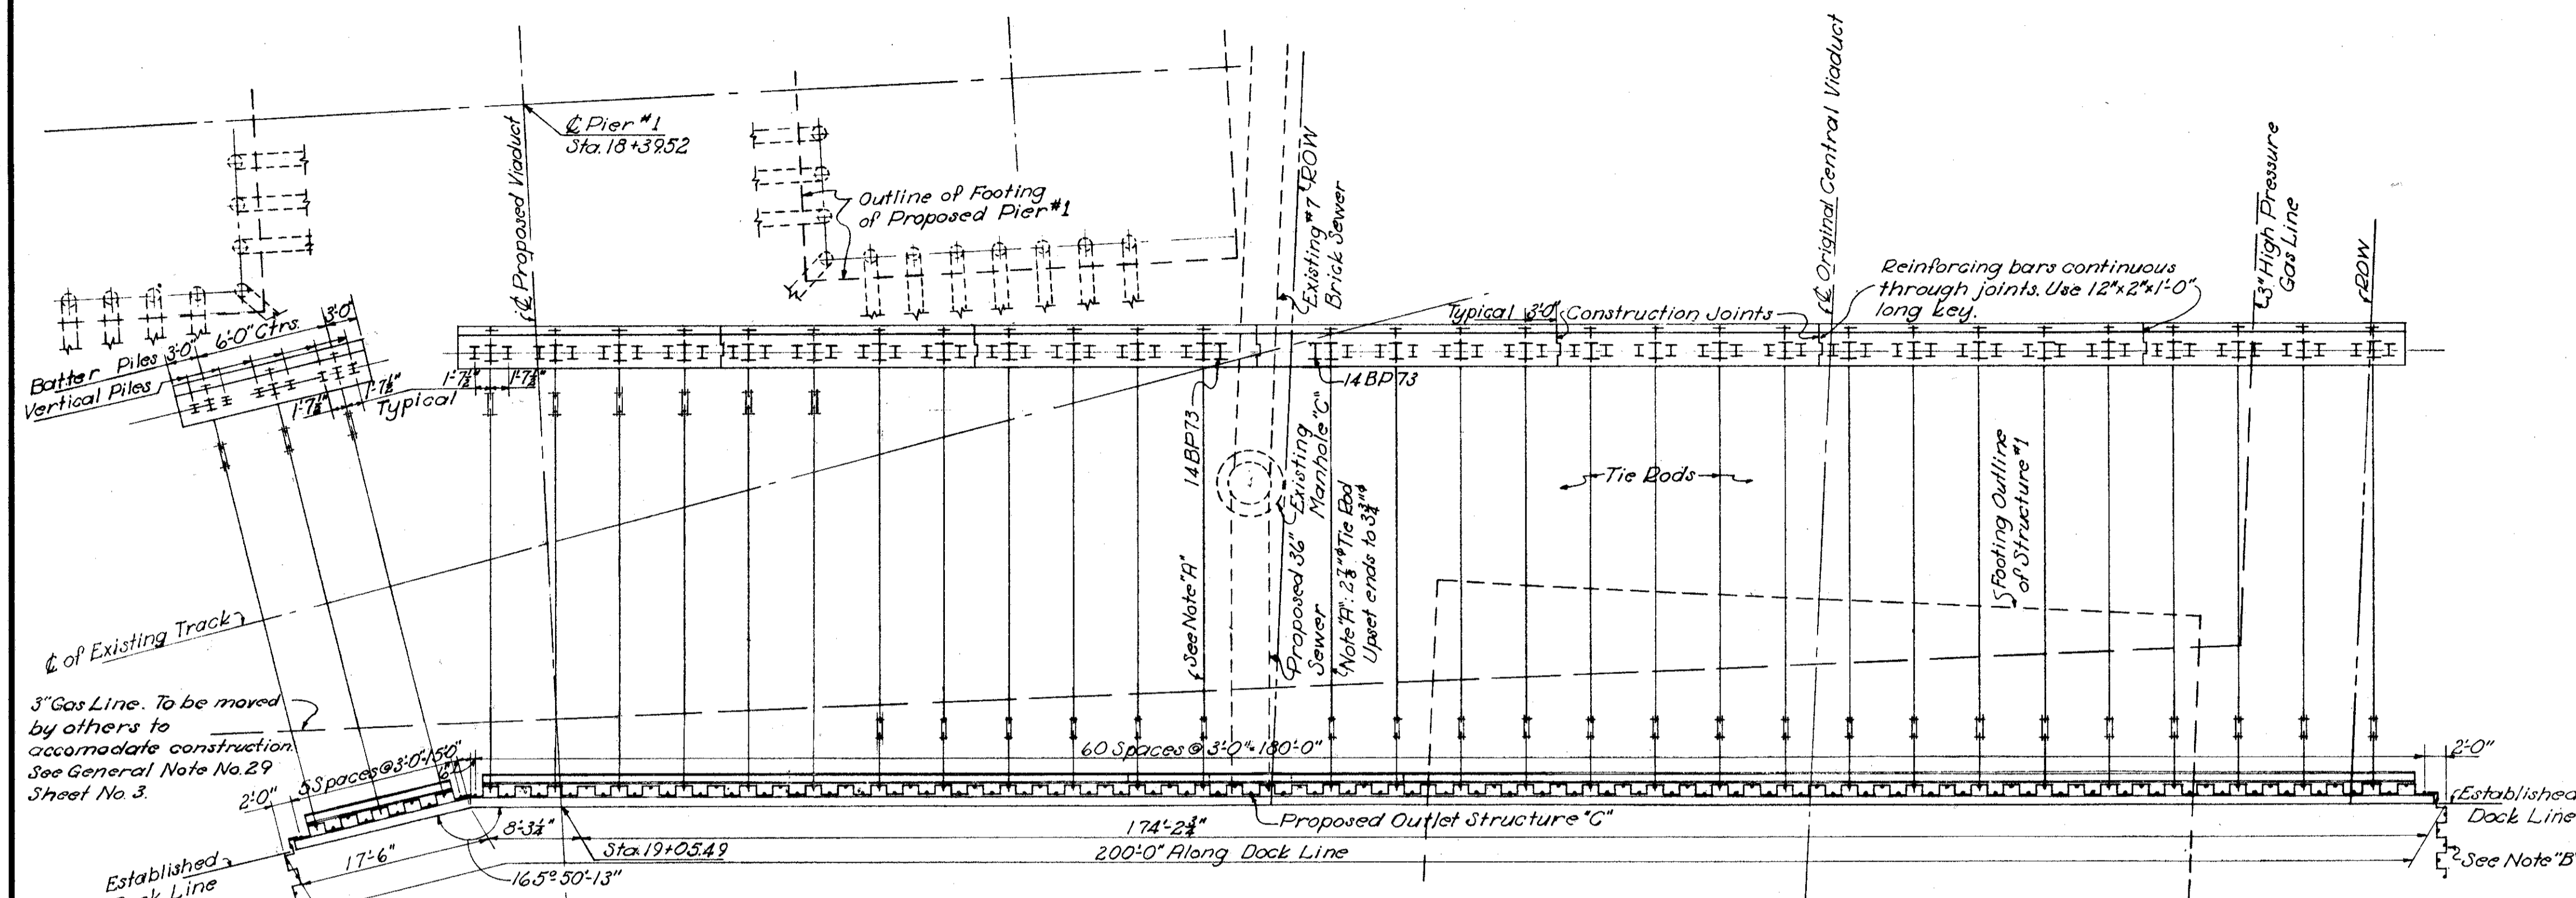 ℄ Pier #1
Sta. 18+39.52
℄ Proposed Viaduct
Outline of Footing
of Proposed Pier #1
Existing #7 ROW
Brick Sewer
℄ Original Central Viaduct
3" High Pressure
Gas Line
ROW
Reinforcing bars continuous
through joints. Use 12"x2"x1'-0"
long key.
Typical 3'-0"
Construction Joints
Batter Piles 3'-0" 6'-0" Ctrs. 3'-0"
Vertical Piles
1'-7½" 1'-7½"
Typical
1'-7½" 1'-7½"
14BP73
14BP73
See Note "A"
Existing
Manhole "C"
Proposed 36"
Sewer
Note "A": 2⅞"φ Tie Rod
Upset ends to 3¾"φ
Tie Rods
Footing Outline
of Structure #1
℄ of Existing Track
3" Gas Line. To be moved
by others to
accomodate construction.
See General Note No. 29
Sheet No. 3.
2'-0"
5 Spaces @ 3'-0"=15'-0"
6"
60 Spaces @ 3'-0"=180'-0"
2'-0"
Established
Dock Line
See Note "B"
Proposed Outlet Structure "C"
8'-3¼"
174'-2¾"
17'-6"
Sta. 19+05.49
200'-0" Along Dock Line
165°-50'-13"
Established
Line